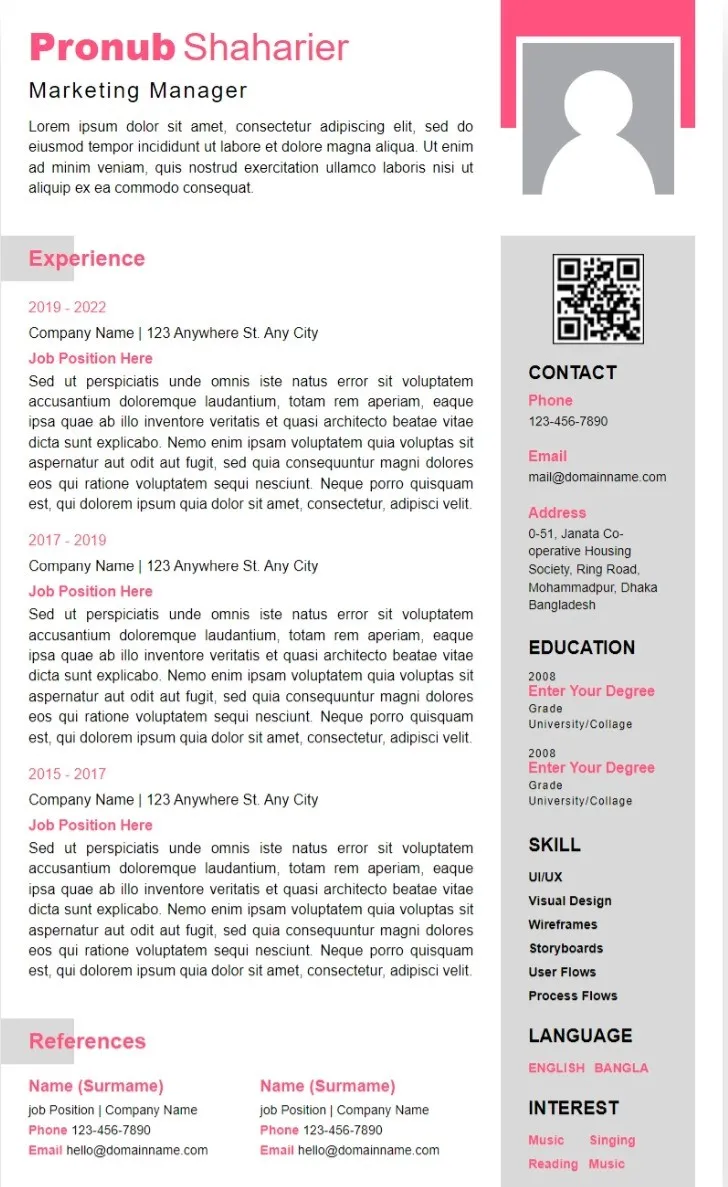 Pronub Shaharier
Marketing Manager
Lorem ipsum dolor sit amet, consectetur adipiscing elit, sed do
eiusmod tempor incididunt ut labore et dolore magna aliqua. Ut enim
ad minim veniam, quis nostrud exercitation ullamco laboris nisi ut
aliquip ex ea commodo consequat.
Experience
2019 - 2022
Company Name | 123 Anywhere St. Any City
Job Position Here
Sed ut perspiciatis unde omnis iste natus error sit voluptatem
accusantium doloremque laudantium, totam rem aperiam, eaque
ipsa quae ab illo inventore veritatis et quasi architecto beatae vitae
dicta sunt explicabo. Nemo enim ipsam voluptatem quia voluptas sit
aspernatur aut odit aut fugit, sed quia consequuntur magni dolores
eos qui ratione voluptatem sequi nesciunt. Neque porro quisquam
est, qui dolorem ipsum quia dolor sit amet, consectetur, adipisci velit.
2017 - 2019
Company Name | 123 Anywhere St. Any City
Job Position Here
Sed ut perspiciatis unde omnis iste natus error sit voluptatem
accusantium doloremque laudantium, totam rem aperiam, eaque
ipsa quae ab illo inventore veritatis et quasi architecto beatae vitae
dicta sunt explicabo. Nemo enim ipsam voluptatem quia voluptas sit
aspernatur aut odit aut fugit, sed quia consequuntur magni dolores
eos qui ratione voluptatem sequi nesciunt. Neque porro quisquam
est, qui dolorem ipsum quia dolor sit amet, consectetur, adipisci velit.
2015 - 2017
Company Name | 123 Anywhere St. Any City
Job Position Here
Sed ut perspiciatis unde omnis iste natus error sit voluptatem
accusantium doloremque laudantium, totam rem aperiam, eaque
ipsa quae ab illo inventore veritatis et quasi architecto beatae vitae
dicta sunt explicabo. Nemo enim ipsam voluptatem quia voluptas sit
aspernatur aut odit aut fugit, sed quia consequuntur magni dolores
eos qui ratione voluptatem sequi nesciunt. Neque porro quisquam
est, qui dolorem ipsum quia dolor sit amet, consectetur, adipisci velit.
References
Name (Surname)
job Position | Company Name
Phone 123-456-7890
Email hello@domainname.com
Name (Surname)
job Position | Company Name
Phone 123-456-7890
Email hello@domainname.com
CONTACT
Phone
123-456-7890
Email
mail@domainname.com
Address
0-51, Janata Co-
operative Housing
Society, Ring Road,
Mohammadpur, Dhaka
Bangladesh
EDUCATION
2008
Enter Your Degree
Grade
University/Collage
2008
Enter Your Degree
Grade
University/Collage
SKILL
UI/UX
Visual Design
Wireframes
Storyboards
User Flows
Process Flows
LANGUAGE
ENGLISH BANGLA
INTEREST
Music Singing
Reading Music